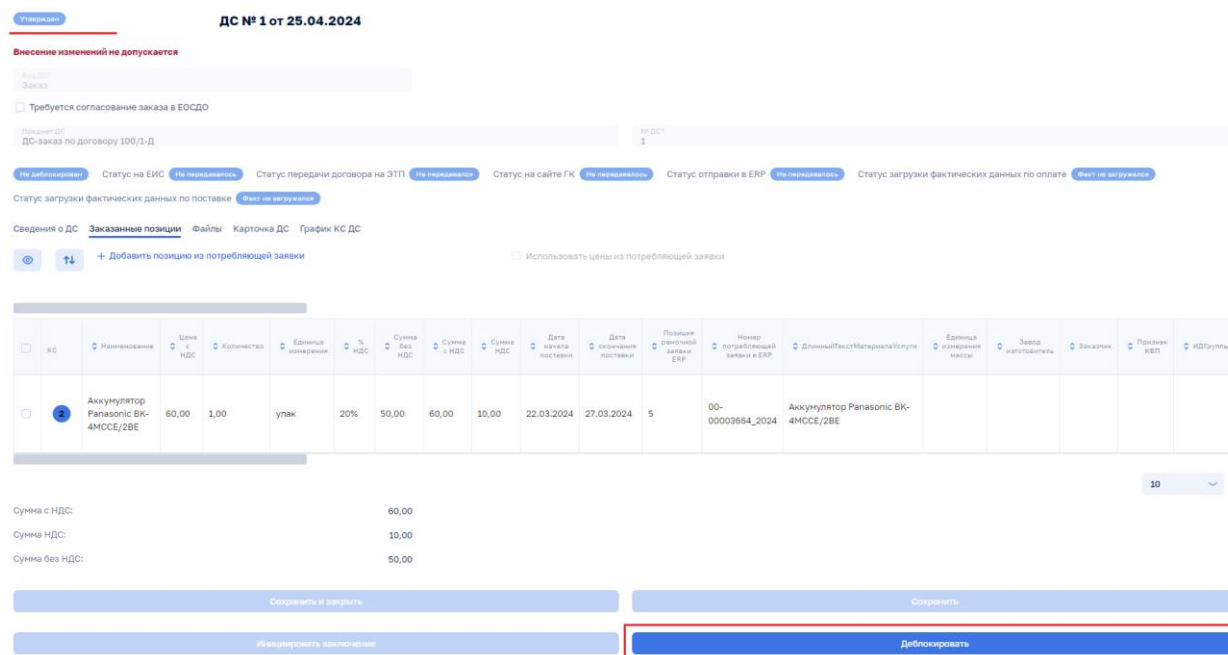 Утвержден
ДС № 1 от 25.04.2024
Внесение изменений не допускается
Заказ
Требуется согласование заказа в ЕОСДО
Предмет ДС
№ ДС*
ДС-заказ по договору 100/1-Д
1
Не деблокирован Статус на ЕИС Не передавалось Статус передачи договора на ЭТП Не передавался Статус на сайте ГК Не передавалось Статус отправки в ERP Не передавалось Статус загрузки фактических данных по оплате Факт не загружался
Статус загрузки фактических данных по поставке Факт не загружался
Сведения о ДС Заказанные позиции Файлы Карточка ДС График КС ДС
+ Добавить позицию из потребляющей заявки
Использовать цены из потребляющей заявки
КС Наименование Цена с НДС Количество Единица измерения % НДС Сумма без НДС Сумма с НДС Сумма НДС Дата начала поставки Дата окончания поставки Позиция рамочной заявки ERP Номер потребляющей заявки в ERP ДлинныйТекстМатериалаУслуги Единица измерения массы Завод изготовитель Заказчик Признак КВП ИДГруппы
2 Аккумулятор Panasonic BK-4MCCE/2BE 60,00 1,00 упак 20% 50,00 60,00 10,00 22.03.2024 27.03.2024 5 00-00003664_2024 Аккумулятор Panasonic BK-4MCCE/2BE
10
Сумма с НДС: 60,00
Сумма НДС: 10,00
Сумма без НДС: 50,00
Сохранить и закрыть
Сохранить
Инициировать заключение
Деблокировать